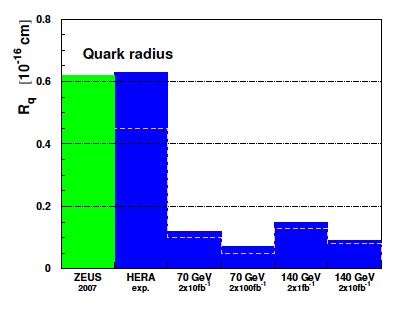 0.8
Quark radius
R_q [10^-16 cm]
0.6
0.4
0.2
0
ZEUS HERA 70 GeV 70 GeV 140 GeV 140 GeV
2007 exp. 2x10fb^-1 2x100fb^-1 2x1fb^-1 2x10fb^-1